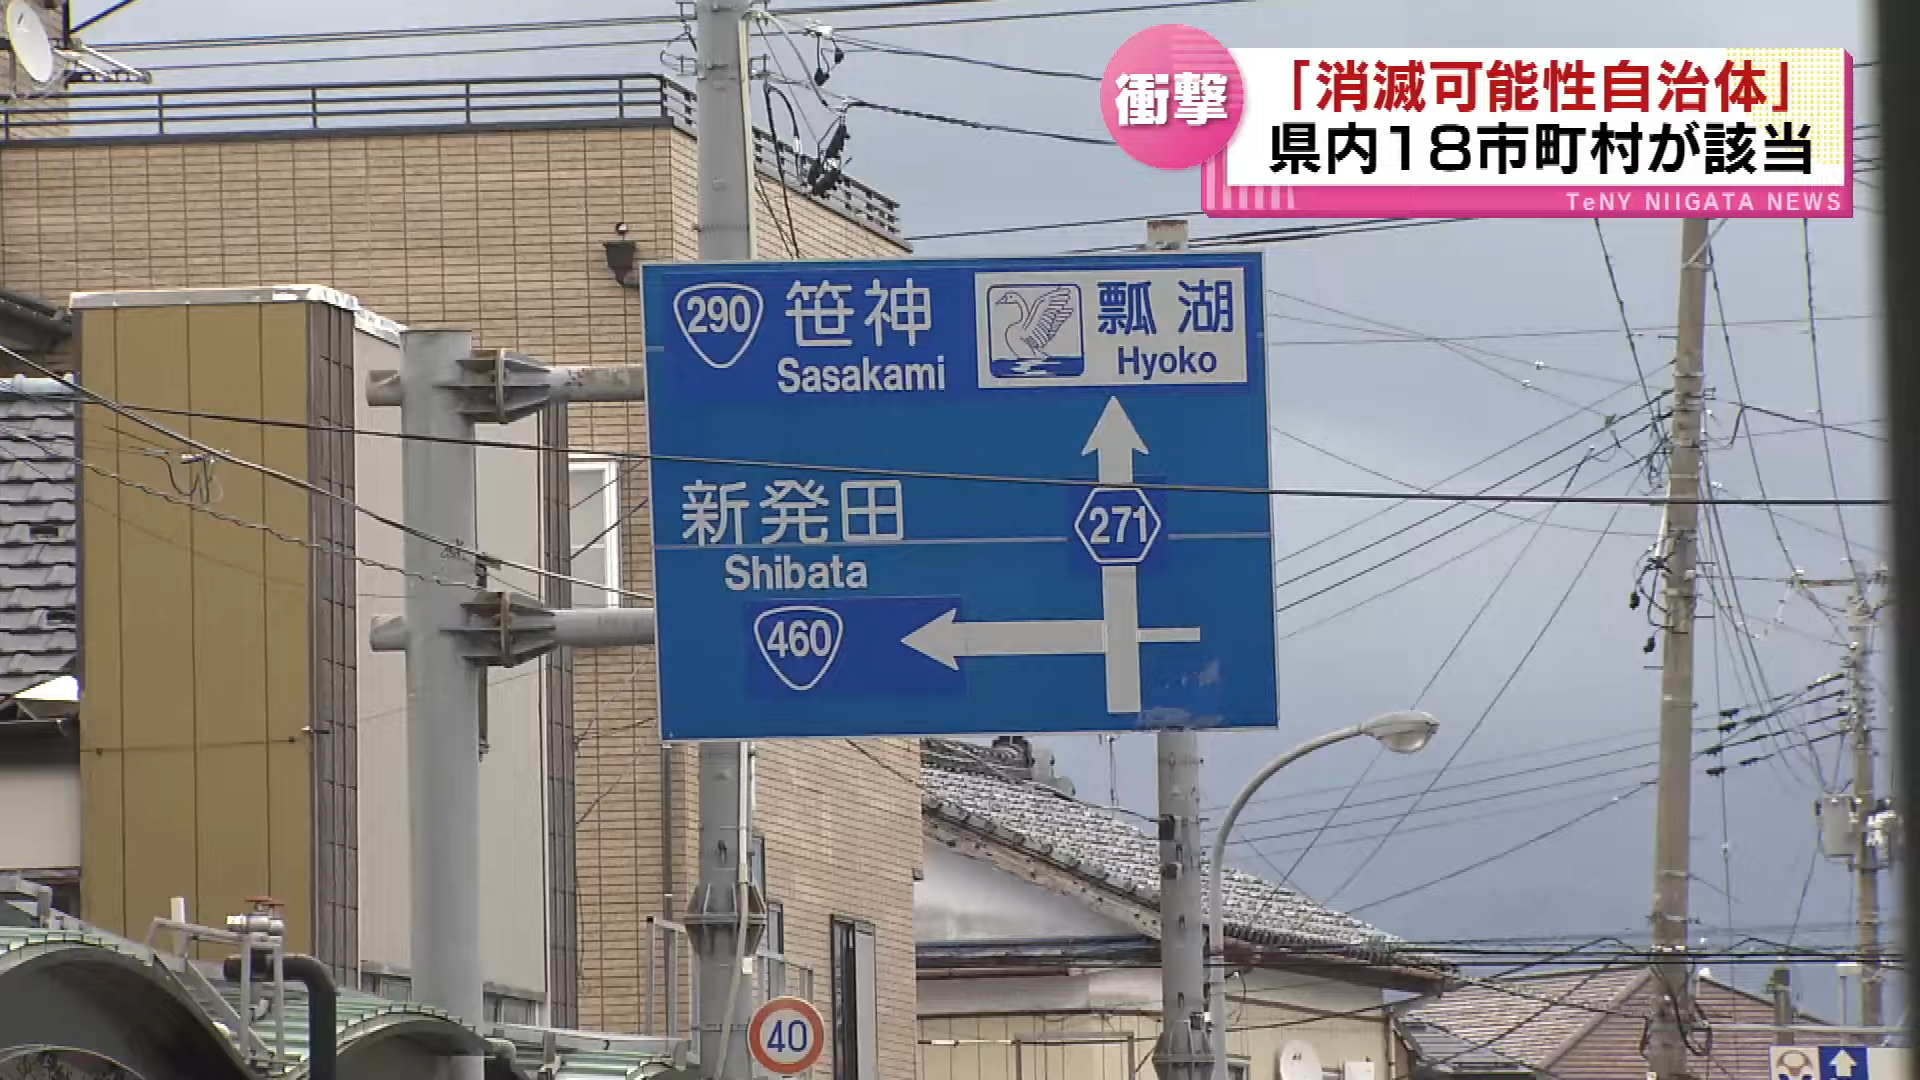 衝撃
「消滅可能性自治体」
県内18市町村が該当
TeNY NIIGATA NEWS
290
笹神
Sasakami
瓢湖
Hyoko
新発田
Shibata
271
460
40